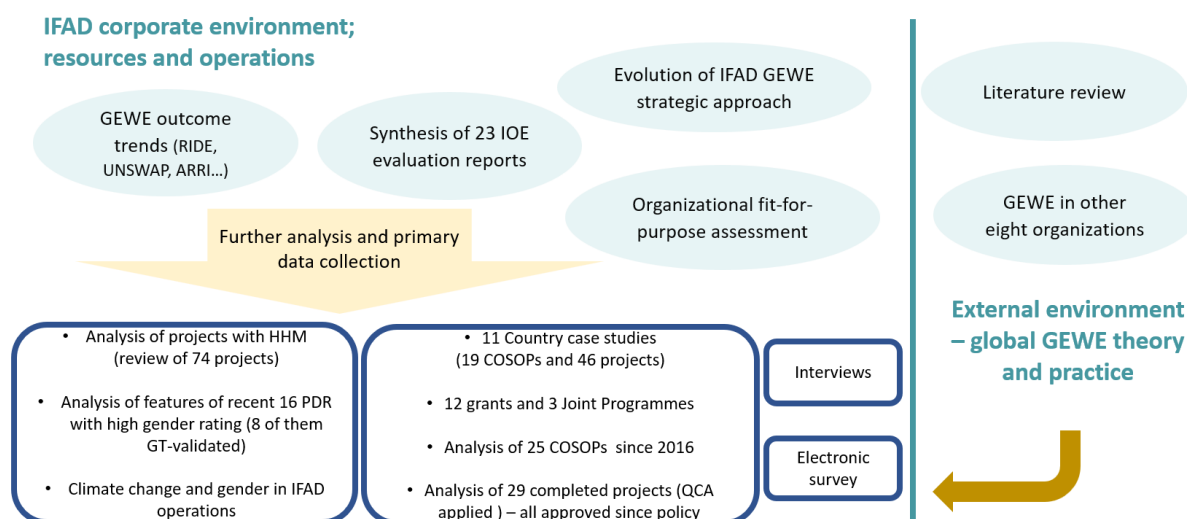 IFAD corporate environment;
resources and operations
GEWE outcome
trends (RIDE,
UNSWAP, ARRI...)
Synthesis of 23 IOE
evaluation reports
Evolution of IFAD GEWE
strategic approach
Organizational fit-for-
purpose assessment
Literature review
GEWE in other
eight organizations
Further analysis and primary
data collection
External environment
– global GEWE theory
and practice
• Analysis of projects with HHM
(review of 74 projects)
• Analysis of features of recent 16 PDR
with high gender rating (8 of them
GT-validated)
• Climate change and gender in IFAD
operations
• 11 Country case studies
(19 COSOPs and 46 projects)
• 12 grants and 3 Joint Programmes
• Analysis of 25 COSOPs since 2016
• Analysis of 29 completed projects (QCA
applied ) – all approved since policy
Interviews
Electronic
survey